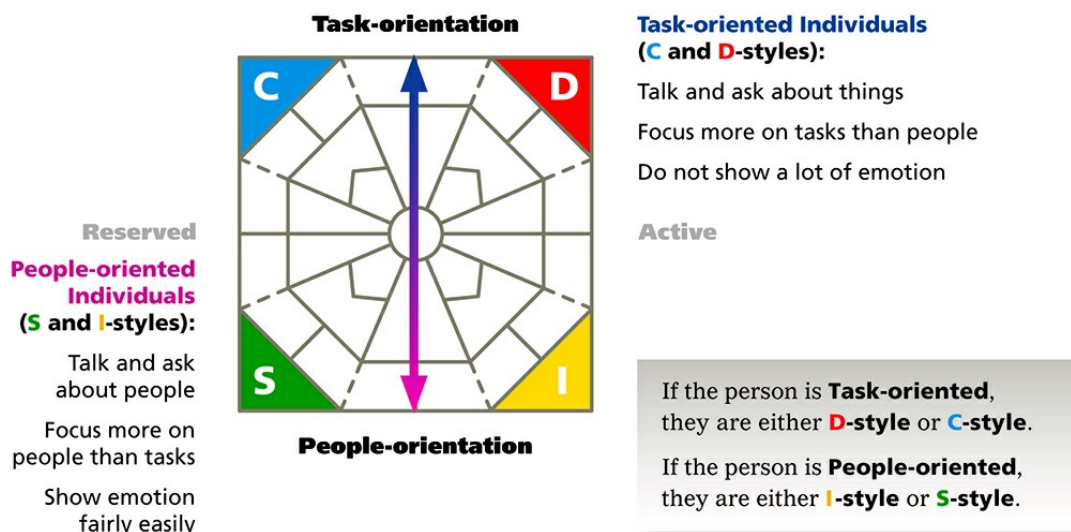 Task-orientation
C
D
S
I
People-orientation
Reserved
People-oriented
Individuals
(S and I-styles):
Talk and ask
about people
Focus more on
people than tasks
Show emotion
fairly easily
Task-oriented Individuals
(C and D-styles):
Talk and ask about things
Focus more on tasks than people
Do not show a lot of emotion
Active
If the person is Task-oriented,
they are either D-style or C-style.
If the person is People-oriented,
they are either I-style or S-style.